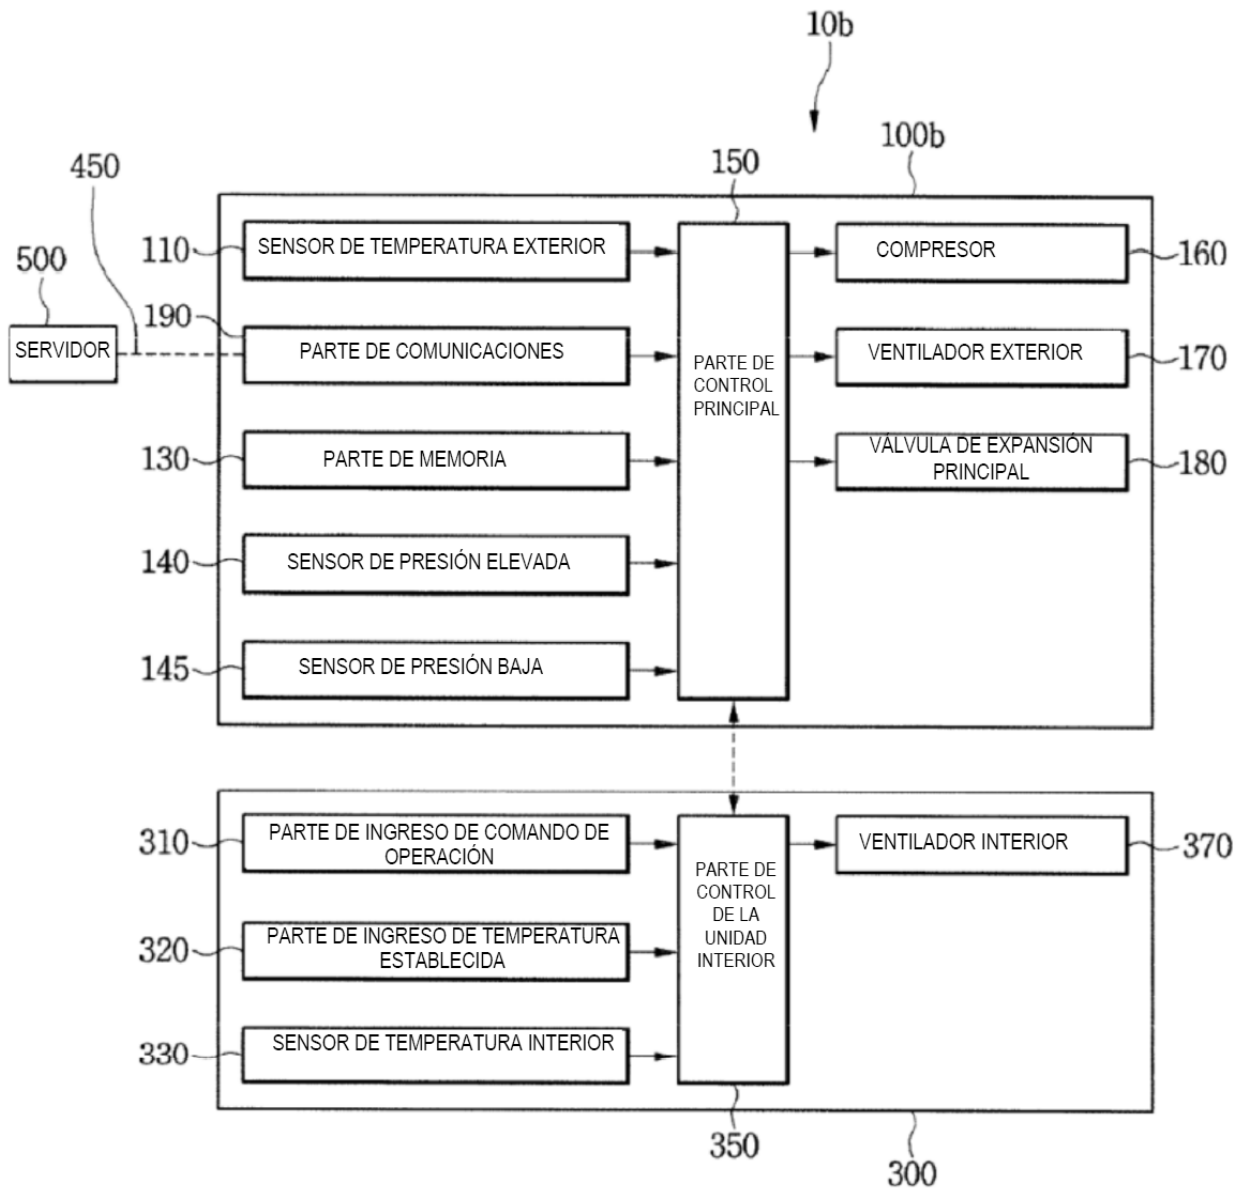 10b
100b
150
450
110
SENSOR DE TEMPERATURA EXTERIOR
COMPRESOR
160
500
190
SERVIDOR
PARTE DE COMUNICACIONES
PARTE DE
CONTROL
PRINCIPAL
VENTILADOR EXTERIOR
170
130
PARTE DE MEMORIA
VÁLVULA DE EXPANSIÓN
PRINCIPAL
180
140
SENSOR DE PRESIÓN ELEVADA
145
SENSOR DE PRESIÓN BAJA
310
PARTE DE INGRESO DE COMANDO DE
OPERACIÓN
PARTE DE
CONTROL
DE LA
UNIDAD
INTERIOR
VENTILADOR INTERIOR
370
320
PARTE DE INGRESO DE TEMPERATURA
ESTABLECIDA
330
SENSOR DE TEMPERATURA INTERIOR
350
300